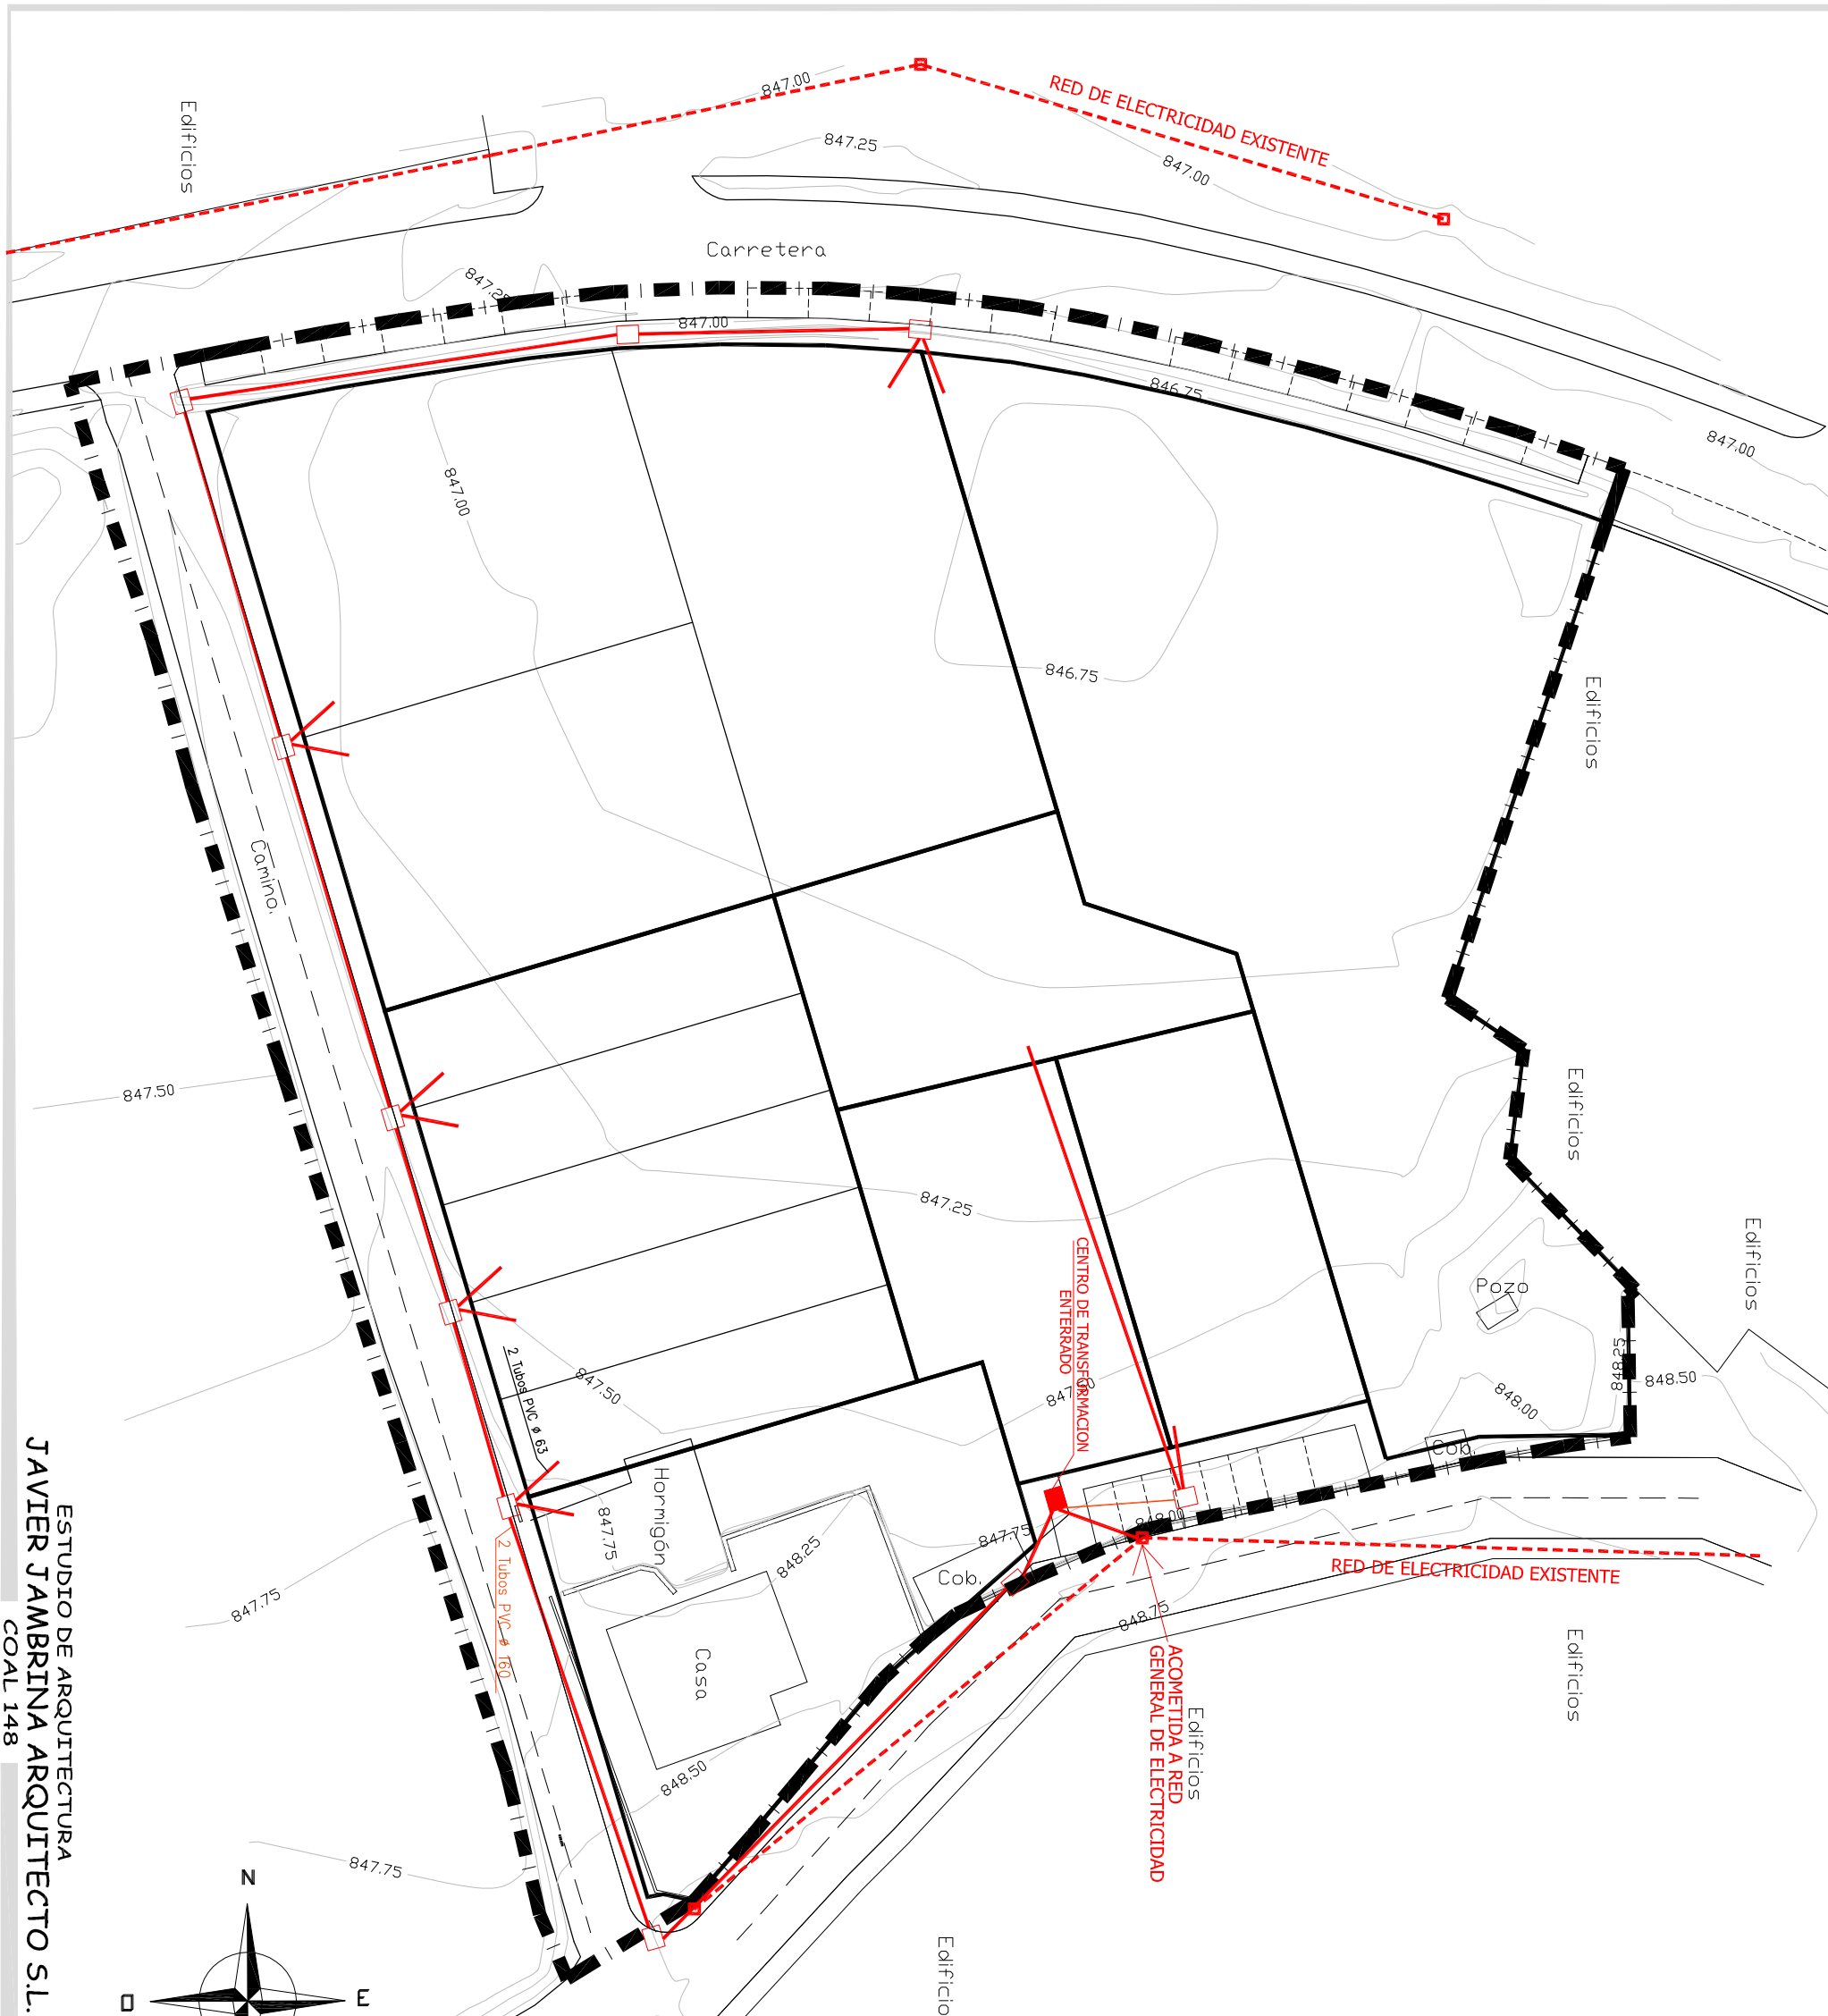 847.00
RED DE ELECTRICIDAD EXISTENTE
Edificios
847.25
847.00
Carretera
847.25
847.00
846.75
847.00
847.00
846.75
Edificios
Camino.
847.50
Edificios
847.25
Edificios
CENTRO DE TRANSFORMACION
ENTERRADO
Pozo
848.25
848.50
848.00
2 Tubos PVC ø 63
847.50
Cob.
Hormigón
847.75
848.25
847.75
848.00
Cob.
RED DE ELECTRICIDAD EXISTENTE
2 Tubos PVC ø 160
847.75
848.75
Casa
ACOMETIDA A RED
GENERAL DE ELECTRICIDAD
Edificios
Edificios
848.50
847.75
ESTUDIO DE ARQUITECTURA
JAVIER JAMBRINA ARQUITECTO S.L.
COAL 148
N
E
O